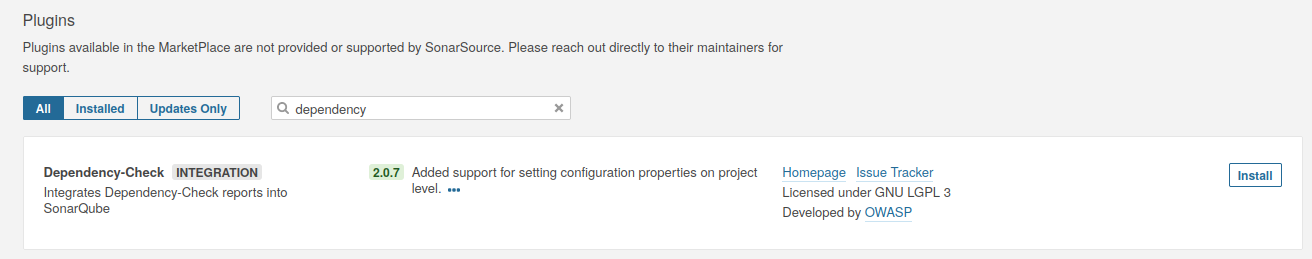 Plugins
Plugins available in the MarketPlace are not provided or supported by SonarSource. Please reach out directly to their maintainers for
support.
All Installed Updates Only dependency
Dependency-Check INTEGRATION
Integrates Dependency-Check reports into
SonarQube
2.0.7 Added support for setting configuration properties on project
level. •••
Homepage Issue Tracker
Licensed under GNU LGPL 3
Developed by OWASP
Install